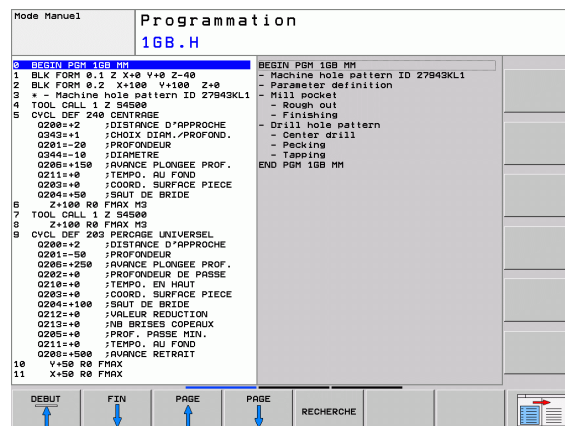 Mode Manuel
Programmation
1GB.H
0 BEGIN PGM 1GB MM
1 BLK FORM 0.1 Z X+0 Y+0 Z-40
2 BLK FORM 0.2 X+100 Y+100 Z+0
3 * - Machine hole pattern ID 27943KL1
4 TOOL CALL 1 Z S4500
5 CYCL DEF 240 CENTRAGE
Q200=+2 ;DISTANCE D'APPROCHE
Q343=+1 ;CHOIX DIAM./PROFOND.
Q201=-20 ;PROFONDEUR
Q344=-10 ;DIAMETRE
Q206=+150 ;AVANCE PLONGEE PROF.
Q211=+0 ;TEMPO. AU FOND
Q203=+0 ;COORD. SURFACE PIECE
Q204=+50 ;SAUT DE BRIDE
6 Z+100 R0 FMAX M3
7 TOOL CALL 1 Z S4500
8 Z+100 R0 FMAX M3
9 CYCL DEF 203 PERCAGE UNIVERSEL
Q200=+2 ;DISTANCE D'APPROCHE
Q201=-50 ;PROFONDEUR
Q206=+250 ;AVANCE PLONGEE PROF.
Q202=+0 ;PROFONDEUR DE PASSE
Q210=+0 ;TEMPO. EN HAUT
Q203=+0 ;COORD. SURFACE PIECE
Q204=+100 ;SAUT DE BRIDE
Q212=+0 ;VALEUR REDUCTION
Q213=+0 ;NB BRISES COPEAUX
Q205=+0 ;PROF. PASSE MIN.
Q211=+0 ;TEMPO. AU FOND
Q208=+500 ;AVANCE RETRAIT
10 Y+50 R0 FMAX
11 X+50 R0 FMAX
BEGIN PGM 1GB MM
- Machine hole pattern ID 27943KL1
- Parameter definition
- Mill pocket
- Rough out
- Finishing
- Drill hole pattern
- Center drill
- Pecking
- Tapping
END PGM 1GB MM
DEBUT
FIN
PAGE
PAGE
RECHERCHE